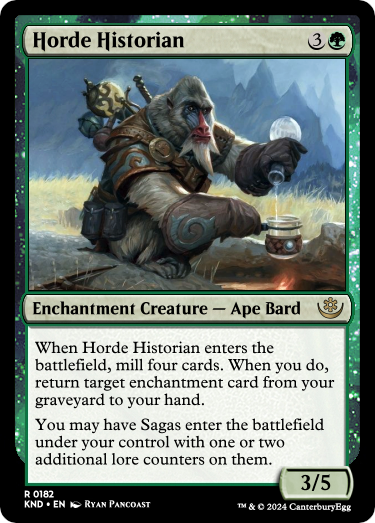 Horde Historian 3
Enchantment Creature — Ape Bard
When Horde Historian enters the
battlefield, mill four cards. When you do,
return target enchantment card from your
graveyard to your hand.
You may have Sagas enter the battlefield
under your control with one or two
additional lore counters on them.
3/5
R 0182
KND • EN Ryan Pancoast
™ & © 2024 CanterburyEgg